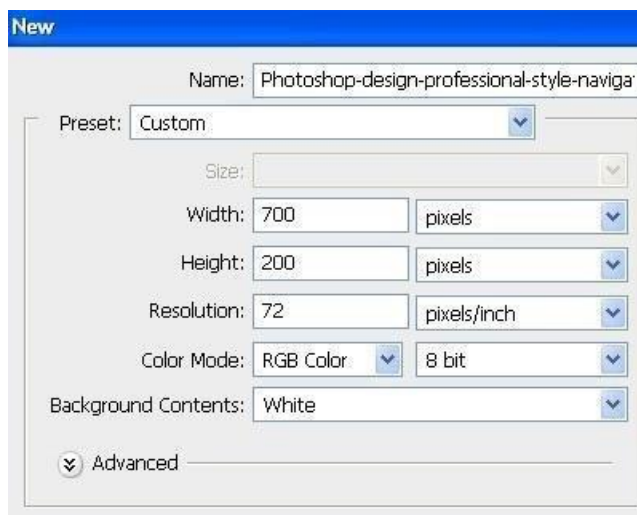 New
Name: Photoshop-design-professional-style-naviga
Preset: Custom
Size:
Width: 700 pixels
Height: 200 pixels
Resolution: 72 pixels/inch
Color Mode: RGB Color 8 bit
Background Contents: White
Advanced